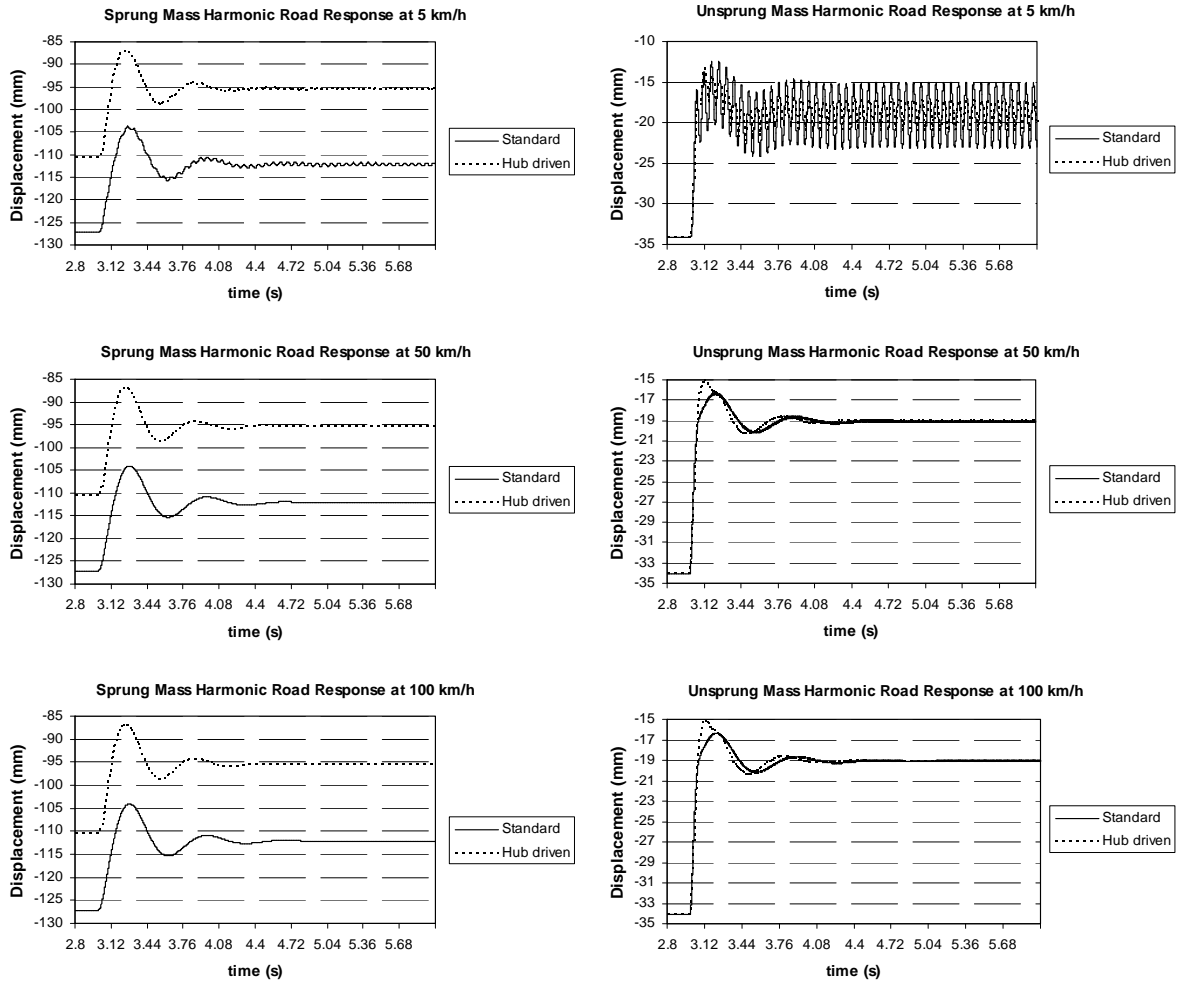 Sprung Mass Harmonic Road Response at 5 km/h
-85
-90
-95
-100
-105
-110
-115
-120
-125
-130
Displacement (mm)
2.8 3.12 3.44 3.76 4.08 4.4 4.72 5.04 5.36 5.68
time (s)
Standard
Hub driven
Unsprung Mass Harmonic Road Response at 5 km/h
-10
-15
-20
-25
-30
-35
Displacement (mm)
2.8 3.12 3.44 3.76 4.08 4.4 4.72 5.04 5.36 5.68
time (s)
Standard
Hub driven
Sprung Mass Harmonic Road Response at 50 km/h
-85
-90
-95
-100
-105
-110
-115
-120
-125
-130
Displacement (mm)
2.8 3.12 3.44 3.76 4.08 4.4 4.72 5.04 5.36 5.68
time (s)
Standard
Hub driven
Unsprung Mass Harmonic Road Response at 50 km/h
-15
-17
-19
-21
-23
-25
-27
-29
-31
-33
-35
Displacement (mm)
2.8 3.12 3.44 3.76 4.08 4.4 4.72 5.04 5.36 5.68
time (s)
Standard
Hub driven
Sprung Mass Harmonic Road Response at 100 km/h
-85
-90
-95
-100
-105
-110
-115
-120
-125
-130
Displacement (mm)
2.8 3.12 3.44 3.76 4.08 4.4 4.72 5.04 5.36 5.68
time (s)
Standard
Hub driven
Unsprung Mass Harmonic Road Response at 100 km/h
-15
-17
-19
-21
-23
-25
-27
-29
-31
-33
-35
Displacement (mm)
2.8 3.12 3.44 3.76 4.08 4.4 4.72 5.04 5.36 5.68
time (s)
Standard
Hub driven